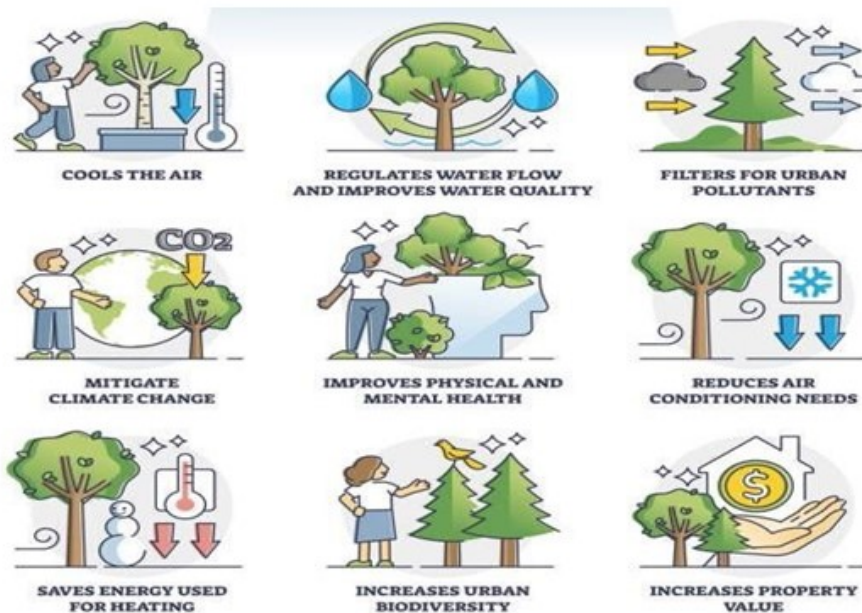 COOLS THE AIR
REGULATES WATER FLOW
AND IMPROVES WATER QUALITY
FILTERS FOR URBAN
POLLUTANTS
CO2
MITIGATE
CLIMATE CHANGE
IMPROVES PHYSICAL AND
MENTAL HEALTH
REDUCES AIR
CONDITIONING NEEDS
SAVES ENERGY USED
FOR HEATING
INCREASES URBAN
BIODIVERSITY
$
INCREASES PROPERTY
VALUE